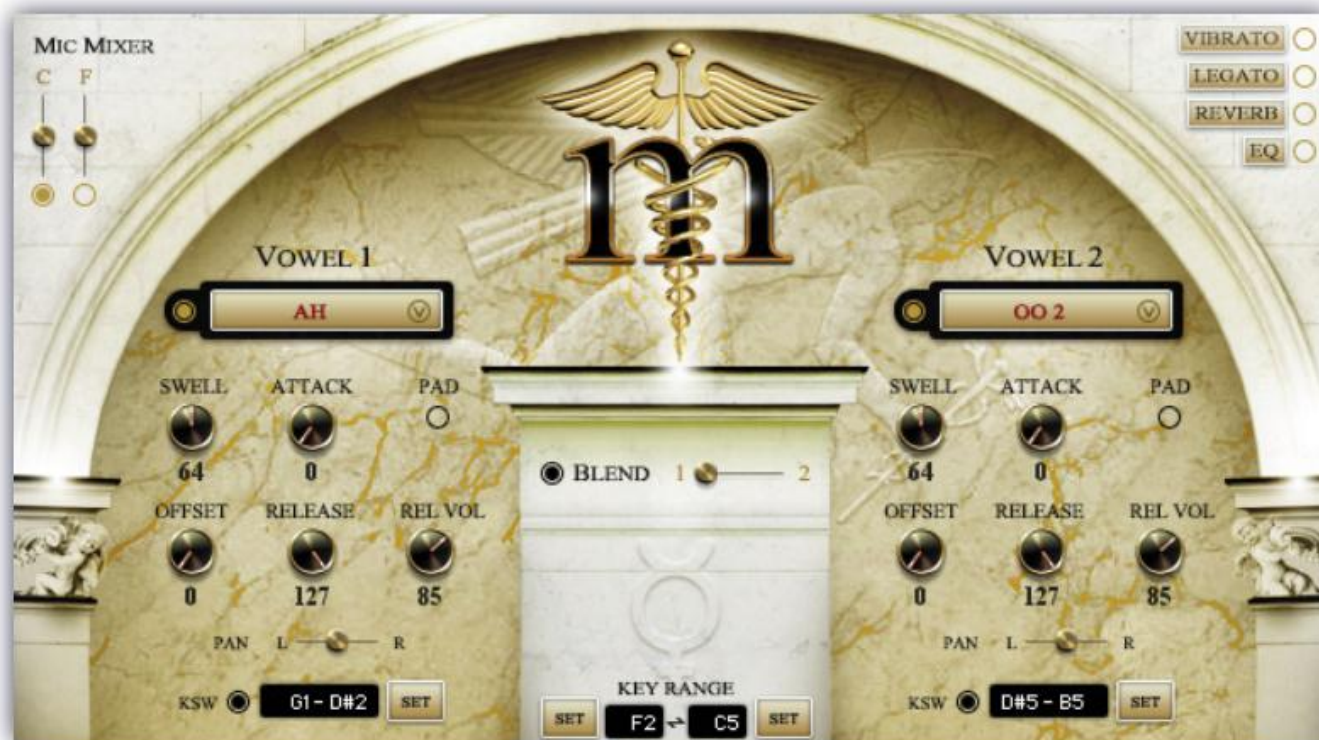 MIC MIXER
C F
VIBRATO
LEGATO
REVERB
EQ
m
VOWEL 1
AH
VOWEL 2
OO 2
SWELL ATTACK PAD
64 0
OFFSET RELEASE REL VOL
0 127 85
PAN L R
KSW G1 - D#2 SET
BLEND 1 2
KEY RANGE
SET F2 C5 SET
SWELL ATTACK PAD
64 0
OFFSET RELEASE REL VOL
0 127 85
PAN L R
KSW D#5 - B5 SET